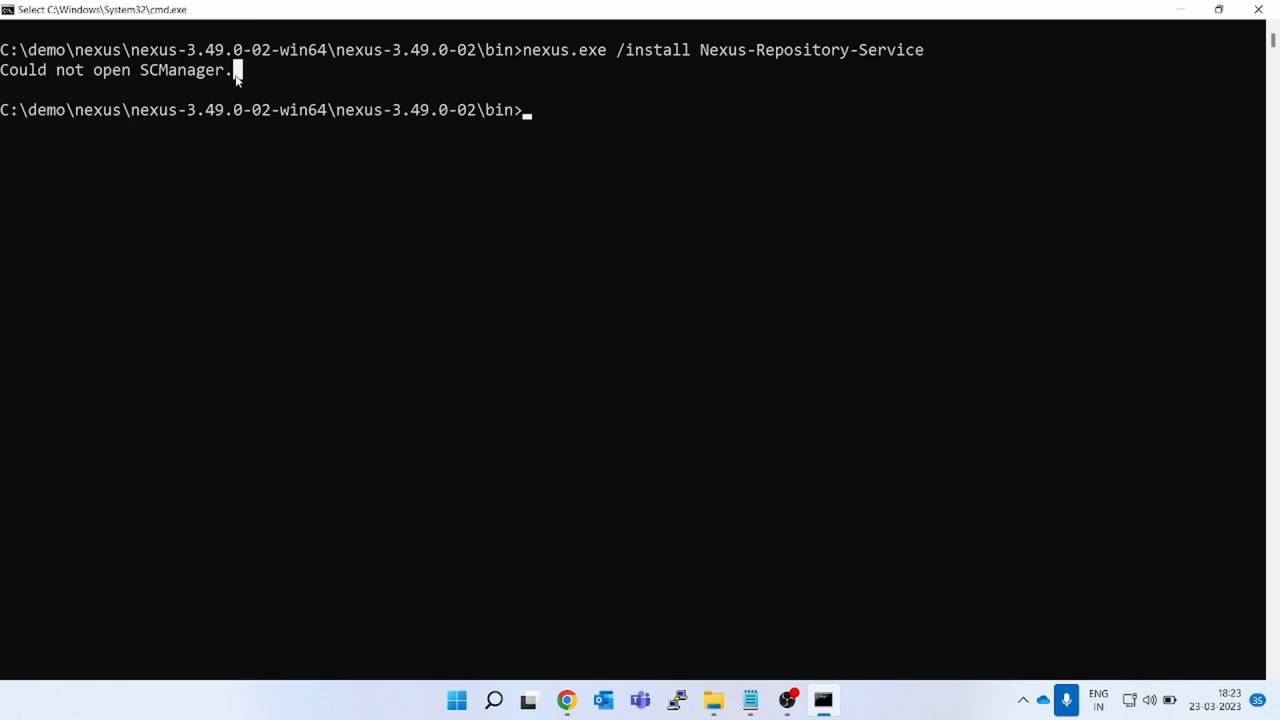 Select C:\Windows\System32\cmd.exe
C:\demo\nexus\nexus-3.49.0-02-win64\nexus-3.49.0-02\bin>nexus.exe /install Nexus-Repository-Service
Could not open SCManager.
C:\demo\nexus\nexus-3.49.0-02-win64\nexus-3.49.0-02\bin>
ENG
IN
18:23
23-03-2023
35